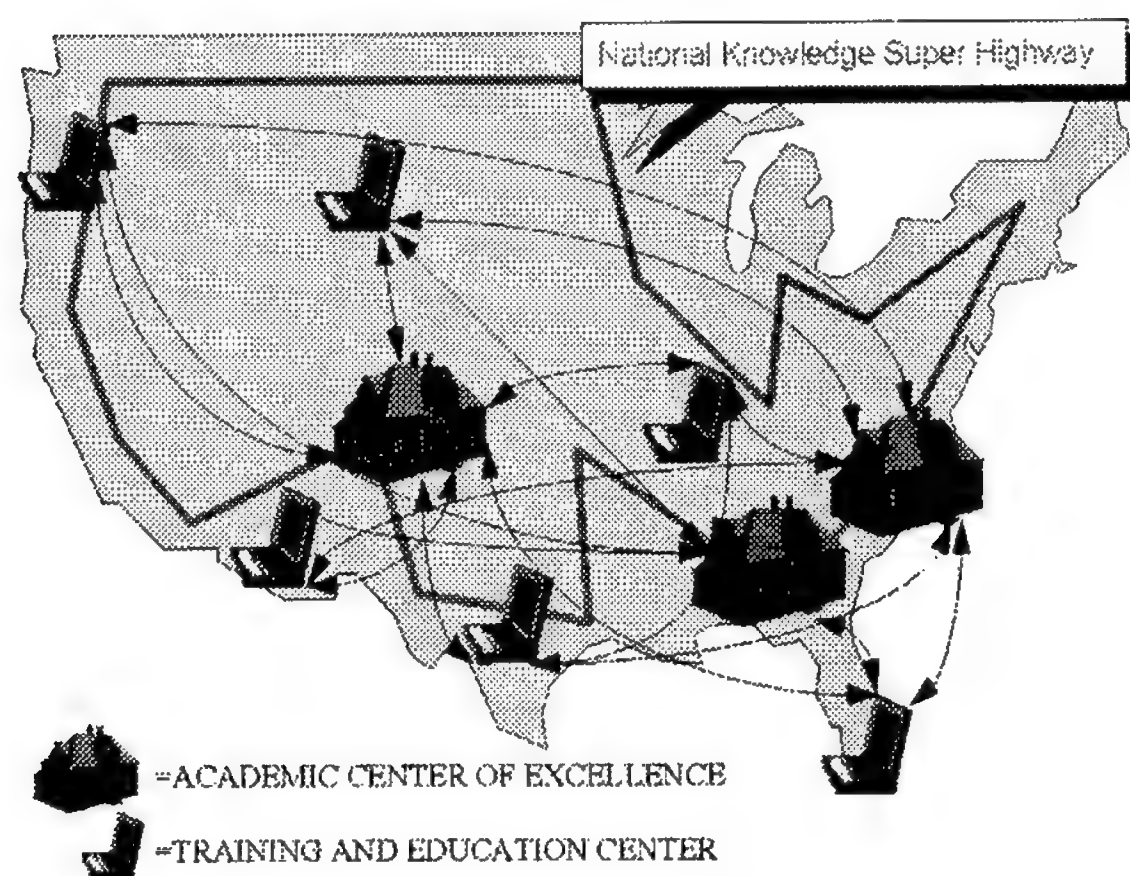 National Knowledge Super Highway
=ACADEMIC CENTER OF EXCELLENCE
=TRAINING AND EDUCATION CENTER